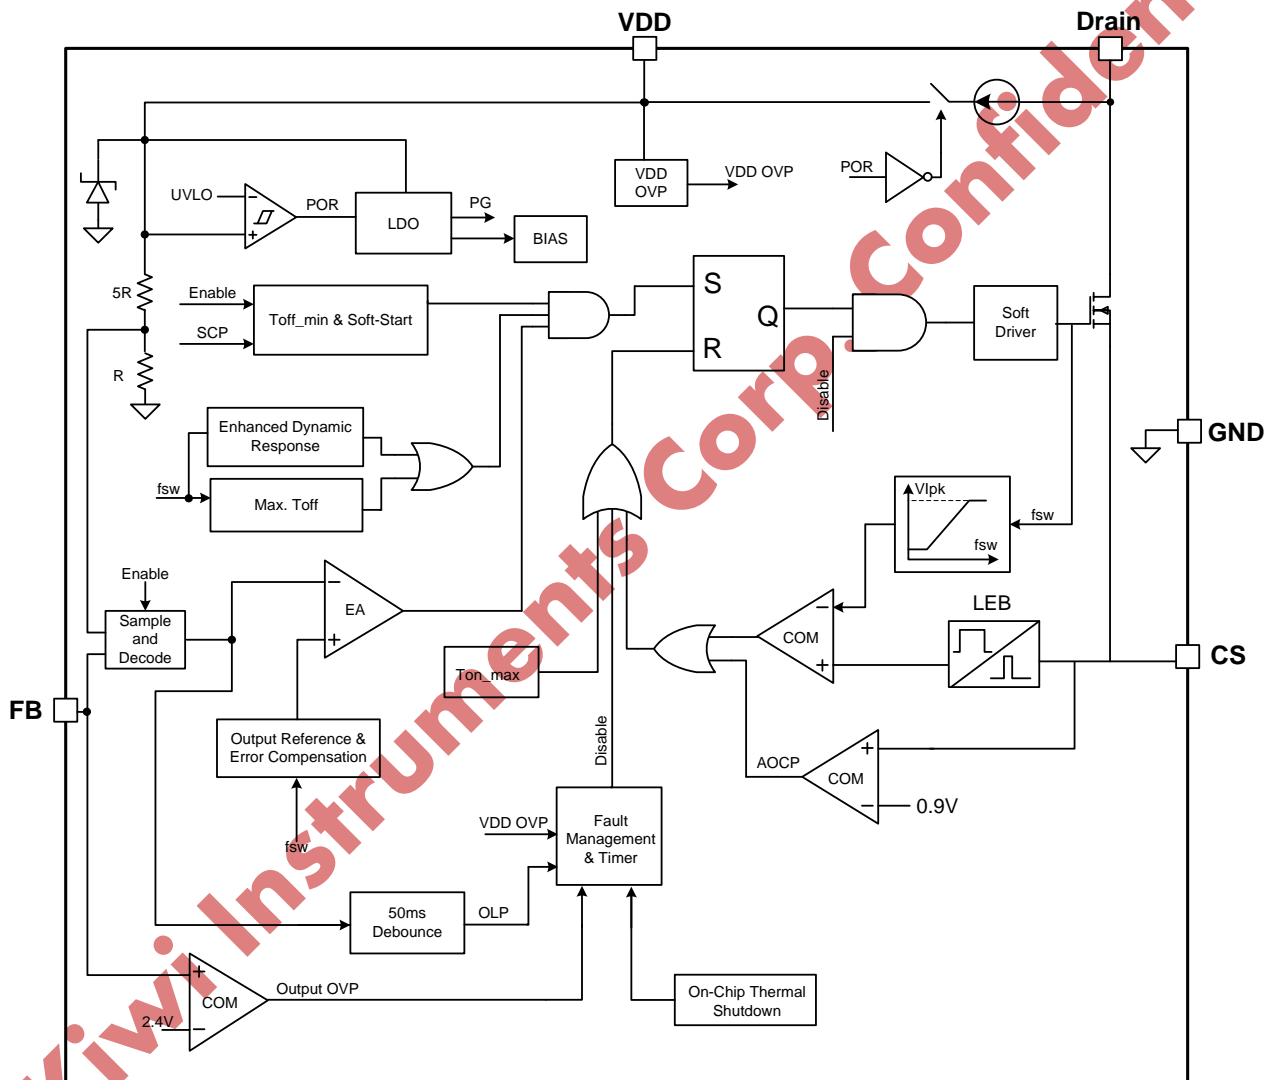 VDD
Drain
VDD
OVP
VDD OVP
POR
UVLO
−
+
POR
LDO
PG
BIAS
5R
R
Enable
SCP
Toff_min & Soft-Start
S
R
Q
Disable
Soft
Driver
GND
Enhanced Dynamic
Response
fsw
Max. Toff
VIpk
fsw
fsw
Enable
Sample
and
Decode
−
EA
+
Ton_max
COM
−
+
LEB
CS
FB
Output Reference &
Error Compensation
fsw
Disable
AOCP
+
COM
−
0.9V
VDD OVP
Fault
Management
& Timer
50ms
Debounce
OLP
+
COM
2.4V
−
Output OVP
On-Chip Thermal
Shutdown
Kiwi Instruments Corp. Confiden